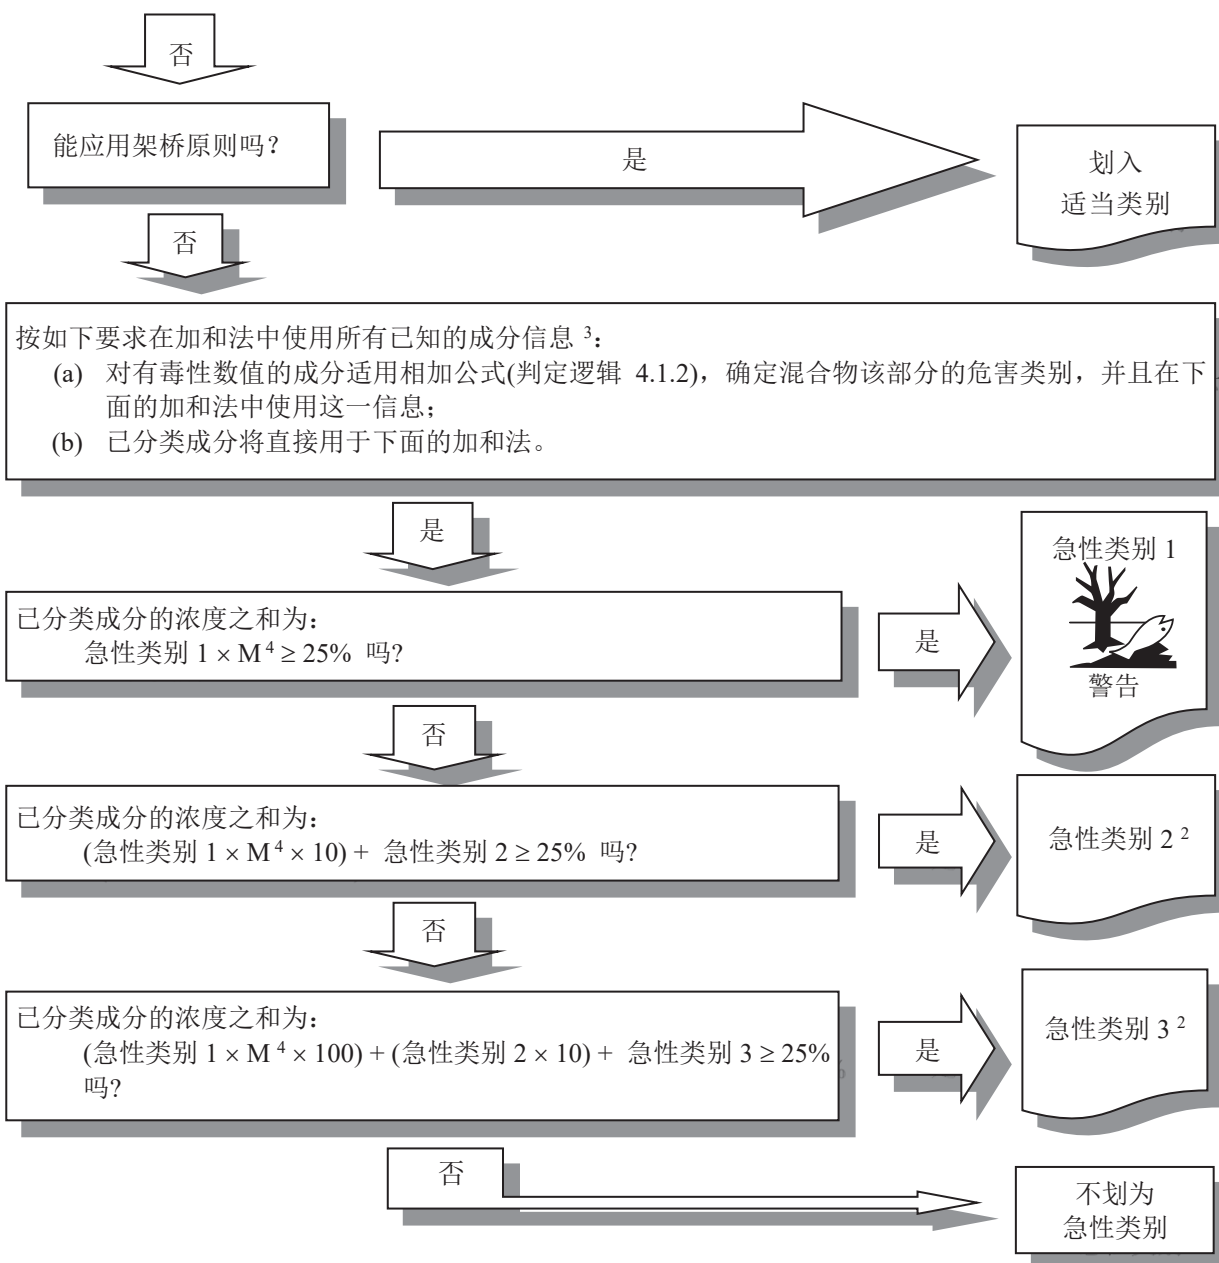 否
能应用架桥原则吗？
是
划入
适当类别
否
按如下要求在加和法中使用所有已知的成分信息 ³：
(a) 对有毒性数值的成分适用相加公式(判定逻辑 4.1.2)，确定混合物该部分的危害类别，并且在下
面的加和法中使用这一信息；
(b) 已分类成分将直接用于下面的加和法。
是
急性类别 1
警告
已分类成分的浓度之和为：
急性类别 1 × M ⁴ ≥ 25% 吗?
是
否
已分类成分的浓度之和为：
(急性类别 1 × M ⁴ × 10) + 急性类别 2 ≥ 25% 吗?
是
急性类别 2 ²
否
已分类成分的浓度之和为：
(急性类别 1 × M ⁴ × 100) + (急性类别 2 × 10) + 急性类别 3 ≥ 25%
吗?
是
急性类别 3 ²
否
不划为
急性类别